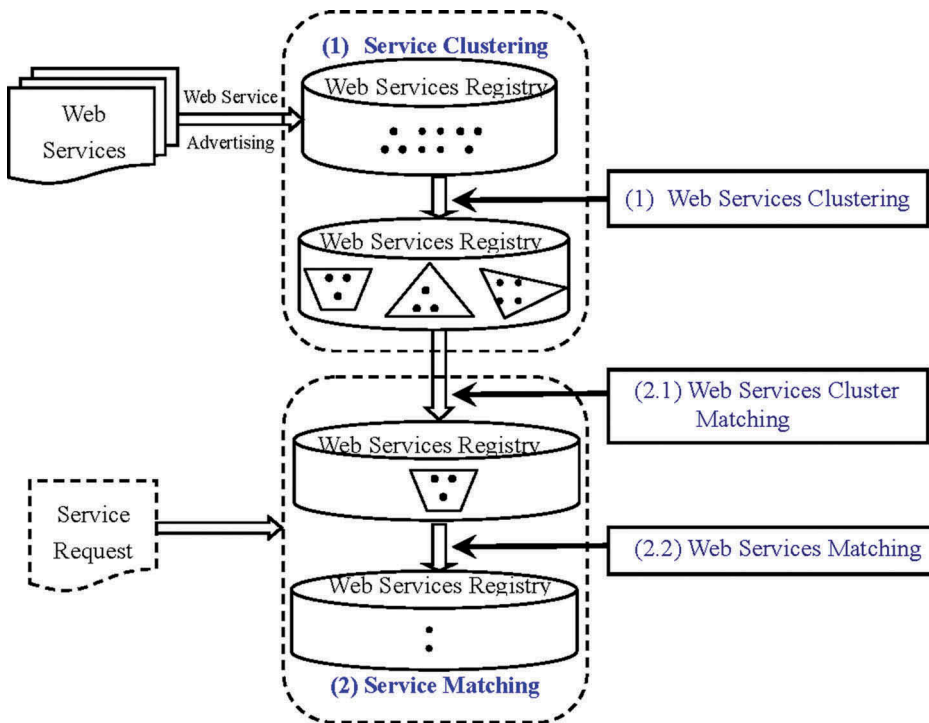 (1) Service Clustering
Web Services Registry
Web
Services
Web Service
Advertising
(1) Web Services Clustering
Web Services Registry
(2.1) Web Services Cluster
Matching
Web Services Registry
Service
Request
(2.2) Web Services Matching
Web Services Registry
(2) Service Matching